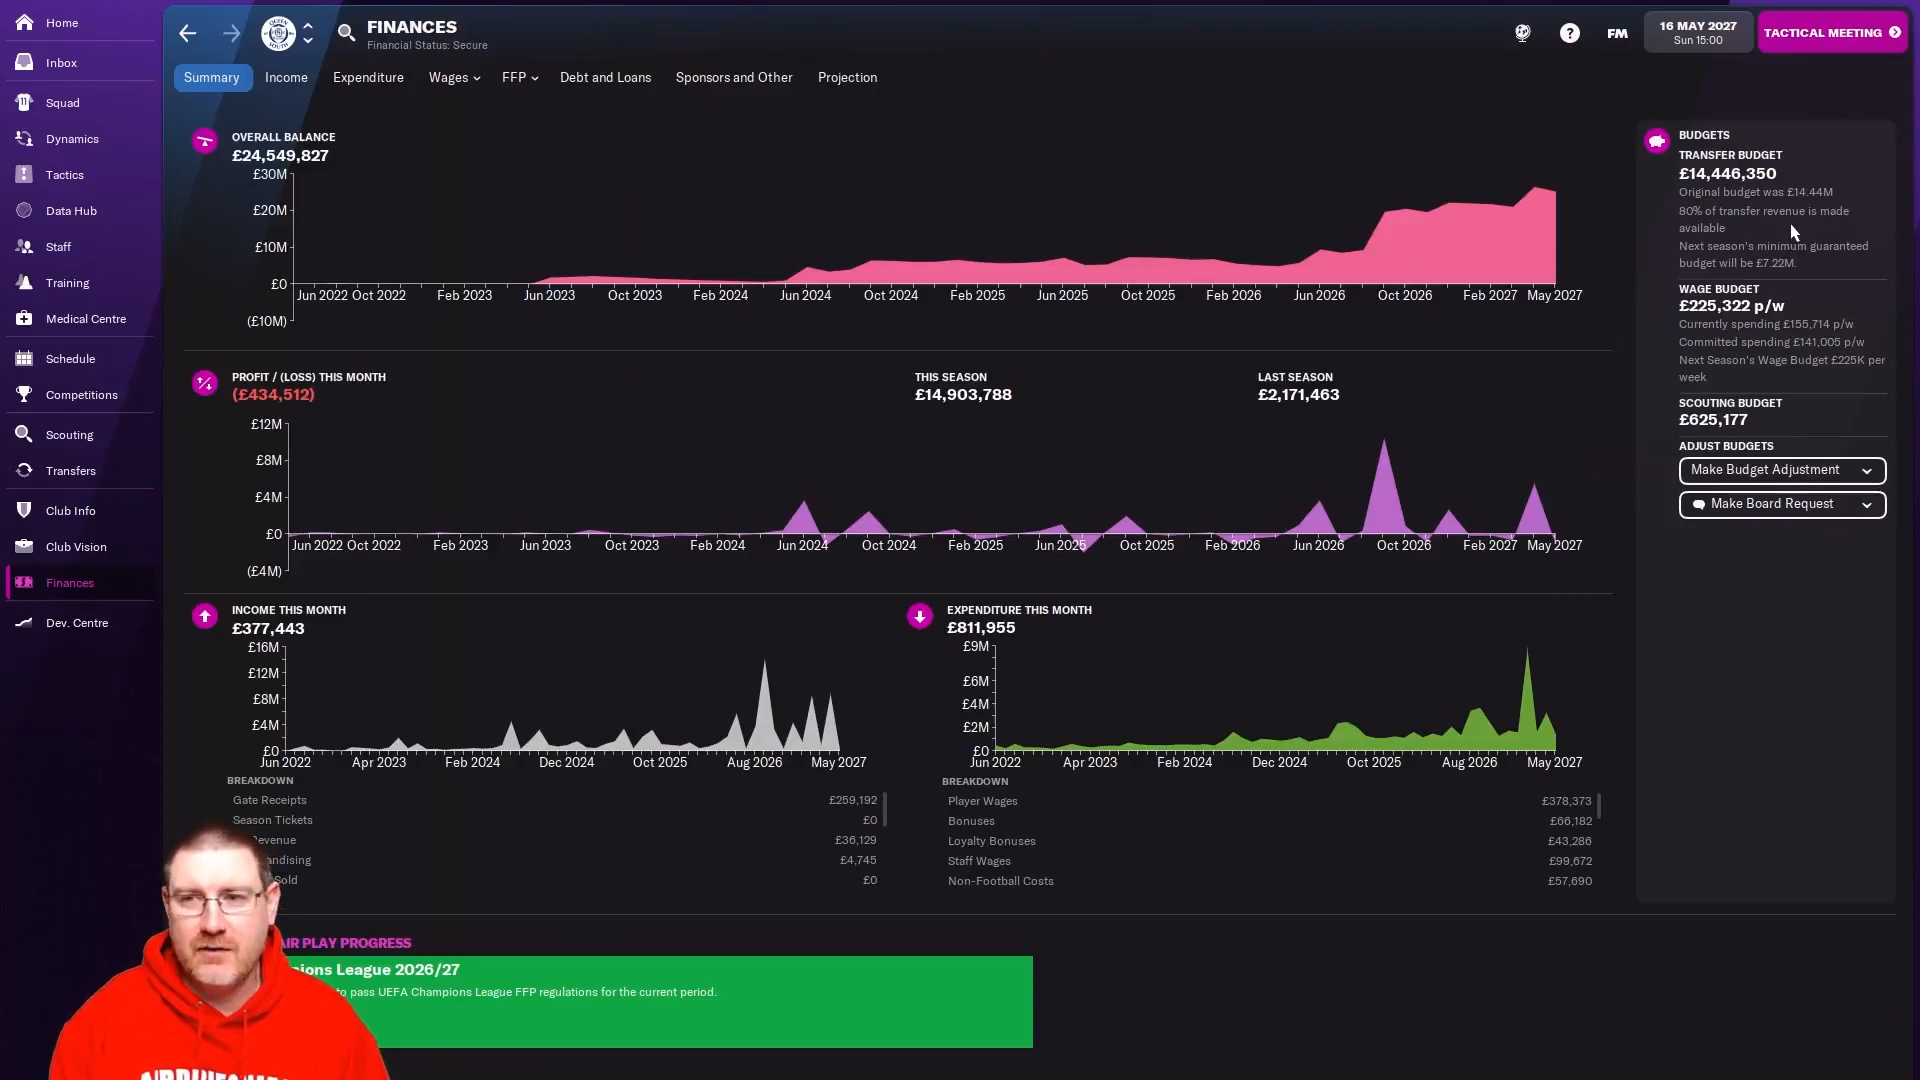 Home
Inbox
Squad
Dynamics
Tactics
Data Hub
Staff
Training
Medical Centre
Schedule
Competitions
Scouting
Transfers
Club Info
Club Vision
Finances
Dev. Centre
FINANCES
Financial Status: Secure
FM
16 MAY 2027
Sun 15:00
TACTICAL MEETING
Summary Income Expenditure Wages FFP Debt and Loans Sponsors and Other Projection
OVERALL BALANCE
£24,549,827
£30M
£20M
£10M
£0
(£10M)
Jun 2022 Oct 2022 Feb 2023 Jun 2023 Oct 2023 Feb 2024 Jun 2024 Oct 2024 Feb 2025 Jun 2025 Oct 2025 Feb 2026 Jun 2026 Oct 2026 Feb 2027 May 2027
PROFIT / (LOSS) THIS MONTH
(£434,512)
THIS SEASON
£14,903,788
LAST SEASON
£2,171,463
£12M
£8M
£4M
£0
(£4M)
Jun 2022 Oct 2022 Feb 2023 Jun 2023 Oct 2023 Feb 2024 Jun 2024 Oct 2024 Feb 2025 Jun 2025 Oct 2025 Feb 2026 Jun 2026 Oct 2026 Feb 2027 May 2027
INCOME THIS MONTH
£377,443
£16M
£12M
£8M
£4M
£0
Jun 2022 Apr 2023 Feb 2024 Dec 2024 Oct 2025 Aug 2026 May 2027
BREAKDOWN
Gate Receipts £259,192
Season Tickets £0
evenue £36,129
andising £4,745
Sold £0
EXPENDITURE THIS MONTH
£811,955
£9M
£6M
£4M
£2M
£0
Jun 2022 Apr 2023 Feb 2024 Dec 2024 Oct 2025 Aug 2026 May 2027
BREAKDOWN
Player Wages £378,373
Bonuses £66,182
Loyalty Bonuses £43,286
Staff Wages £99,672
Non-Football Costs £57,690
AIR PLAY PROGRESS
pions League 2026/27
to pass UEFA Champions League FFP regulations for the current period.
BUDGETS
TRANSFER BUDGET
£14,446,350
Original budget was £14.44M
80% of transfer revenue is made
available
Next season's minimum guaranteed
budget will be £7.22M.
WAGE BUDGET
£225,322 p/w
Currently spending £155,714 p/w
Committed spending £141,005 p/w
Next Season's Wage Budget £225K per
week
SCOUTING BUDGET
£625,177
ADJUST BUDGETS
Make Budget Adjustment
Make Board Request